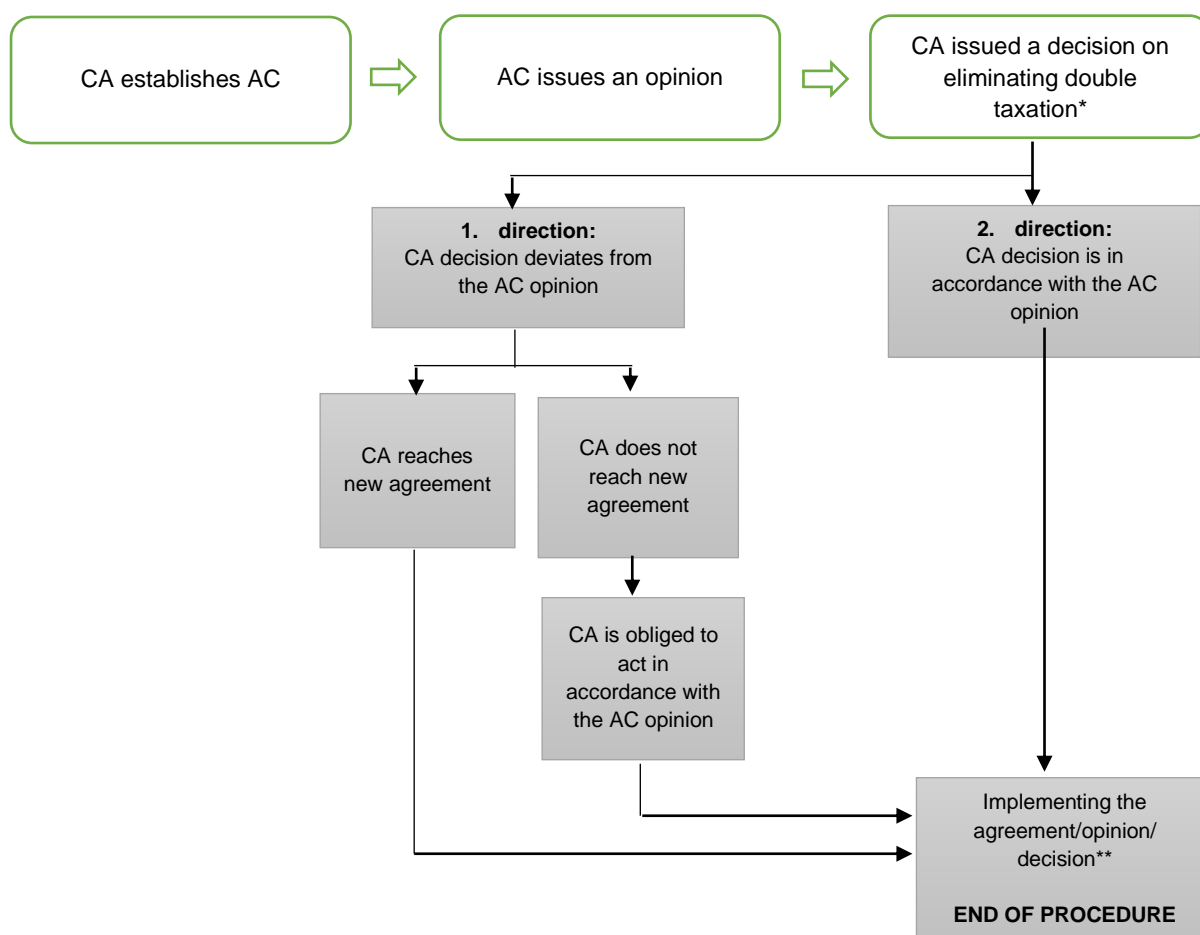 CA establishes AC
AC issues an opinion
CA issued a decision on
eliminating double
taxation*
1. direction:
CA decision deviates from
the AC opinion
2. direction:
CA decision is in
accordance with the AC
opinion
CA reaches
new agreement
CA does not
reach new
agreement
CA is obliged to
act in
accordance with
the AC opinion
Implementing the
agreement/opinion/
decision**
END OF PROCEDURE